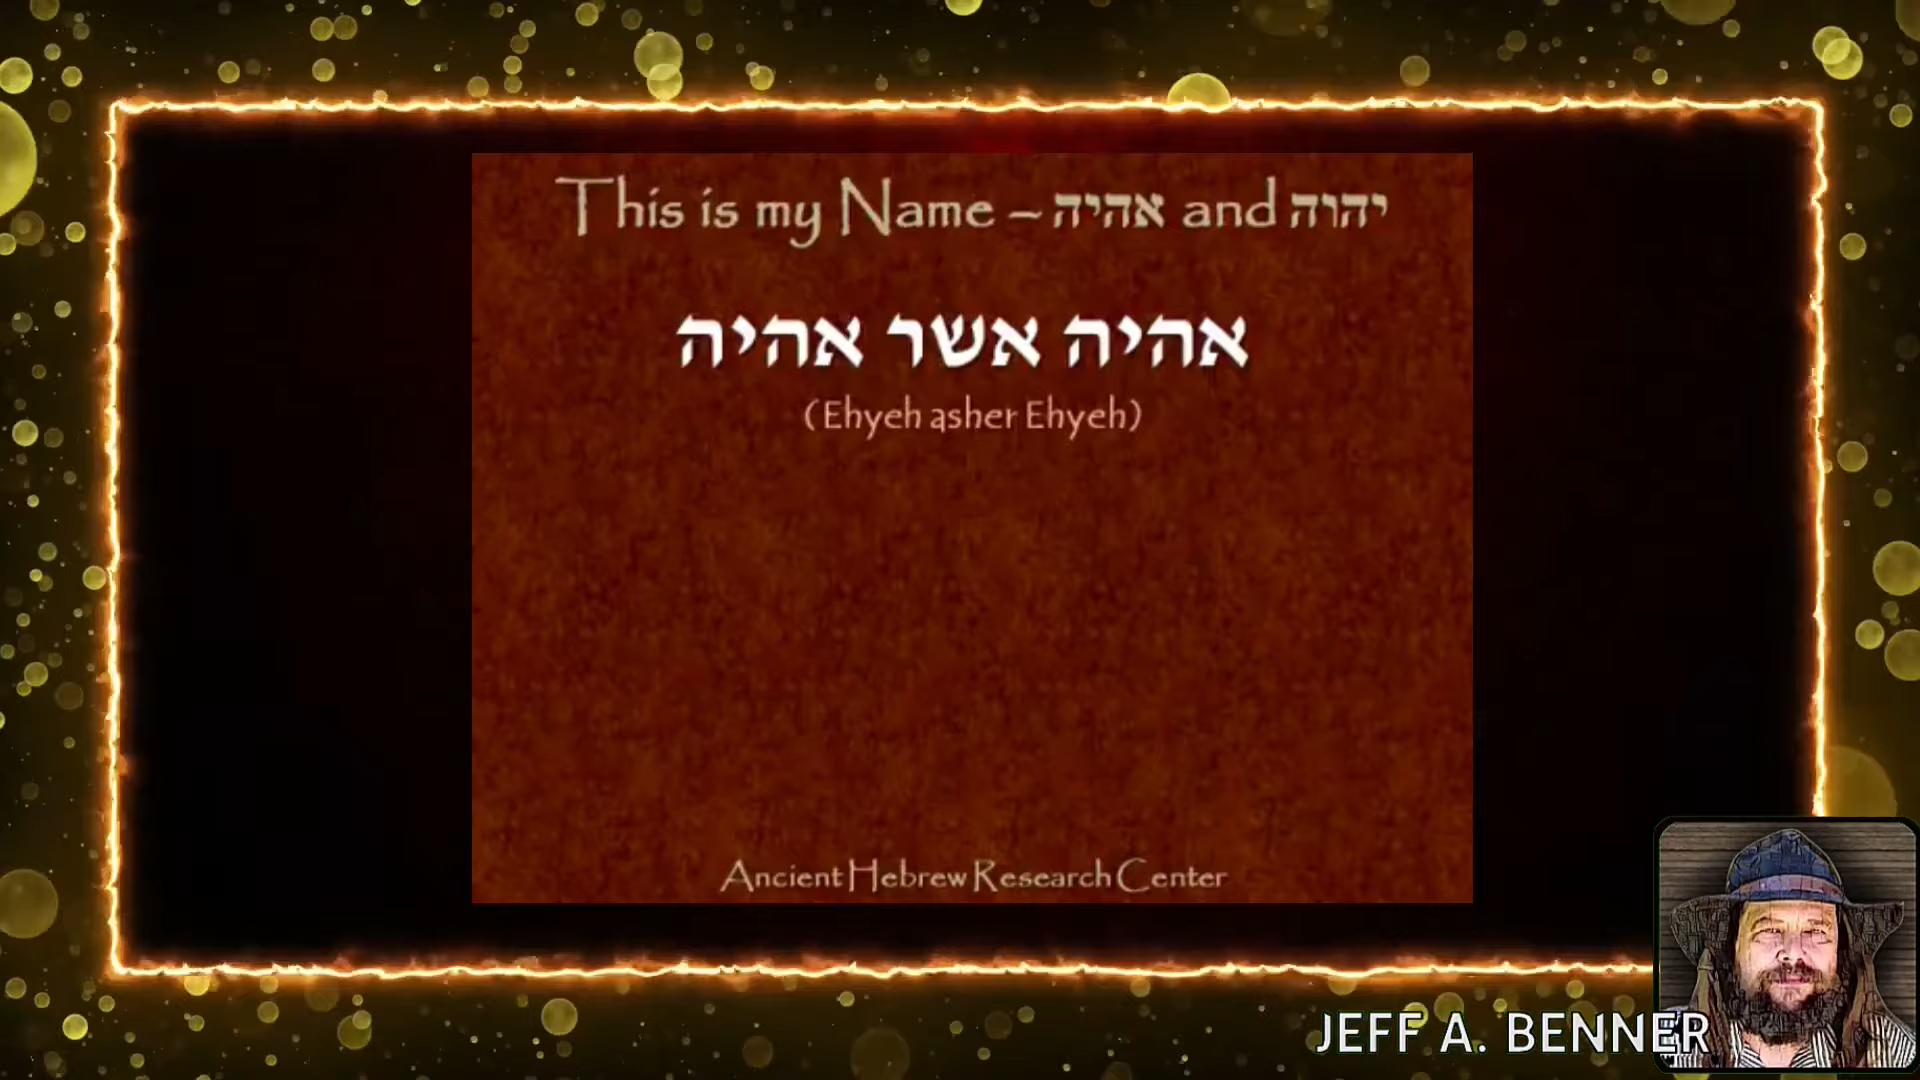 This is my Name – אהיה and יהוה
אהיה אשר אהיה
(Ehyeh asher Ehyeh)
Ancient Hebrew Research Center
JEFF A. BENNER